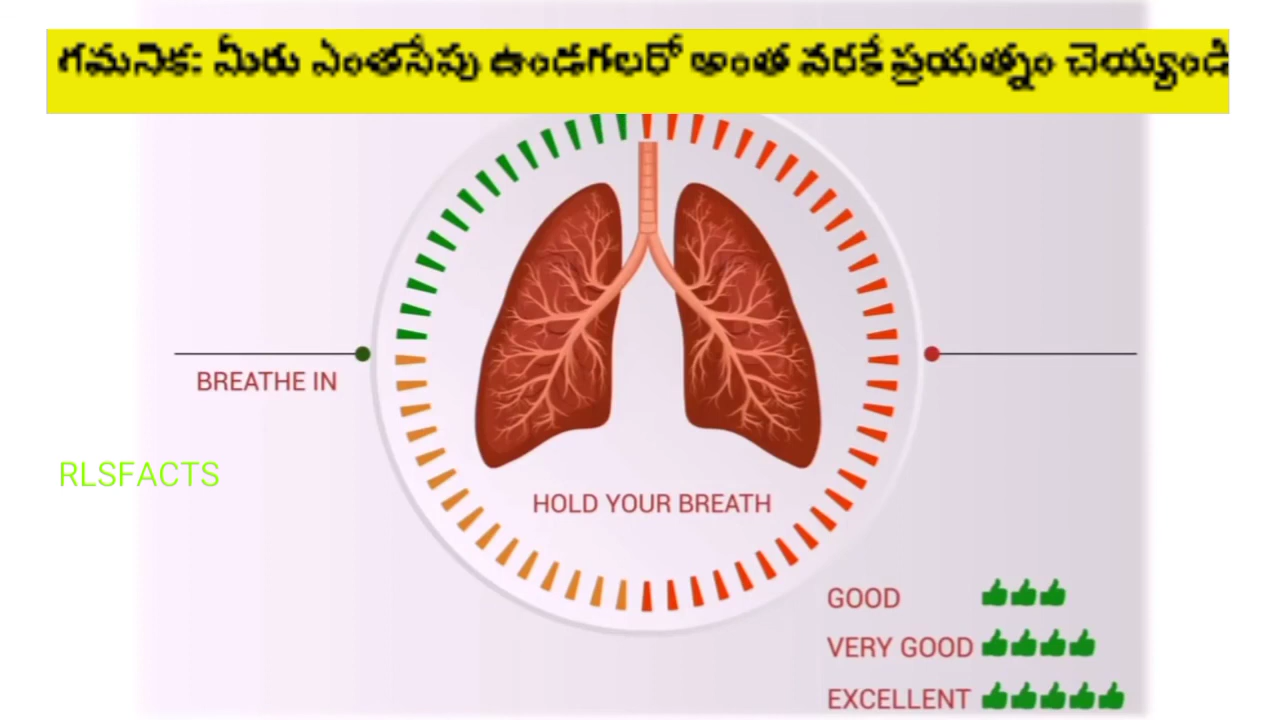 గమనిక: మీరు ఎంతసేపు ఉండగలరో అంత వరకే ప్రయత్నం చెయ్యండి
BREATHE IN
RLSFACTS
HOLD YOUR BREATH
GOOD
VERY GOOD
EXCELLENT